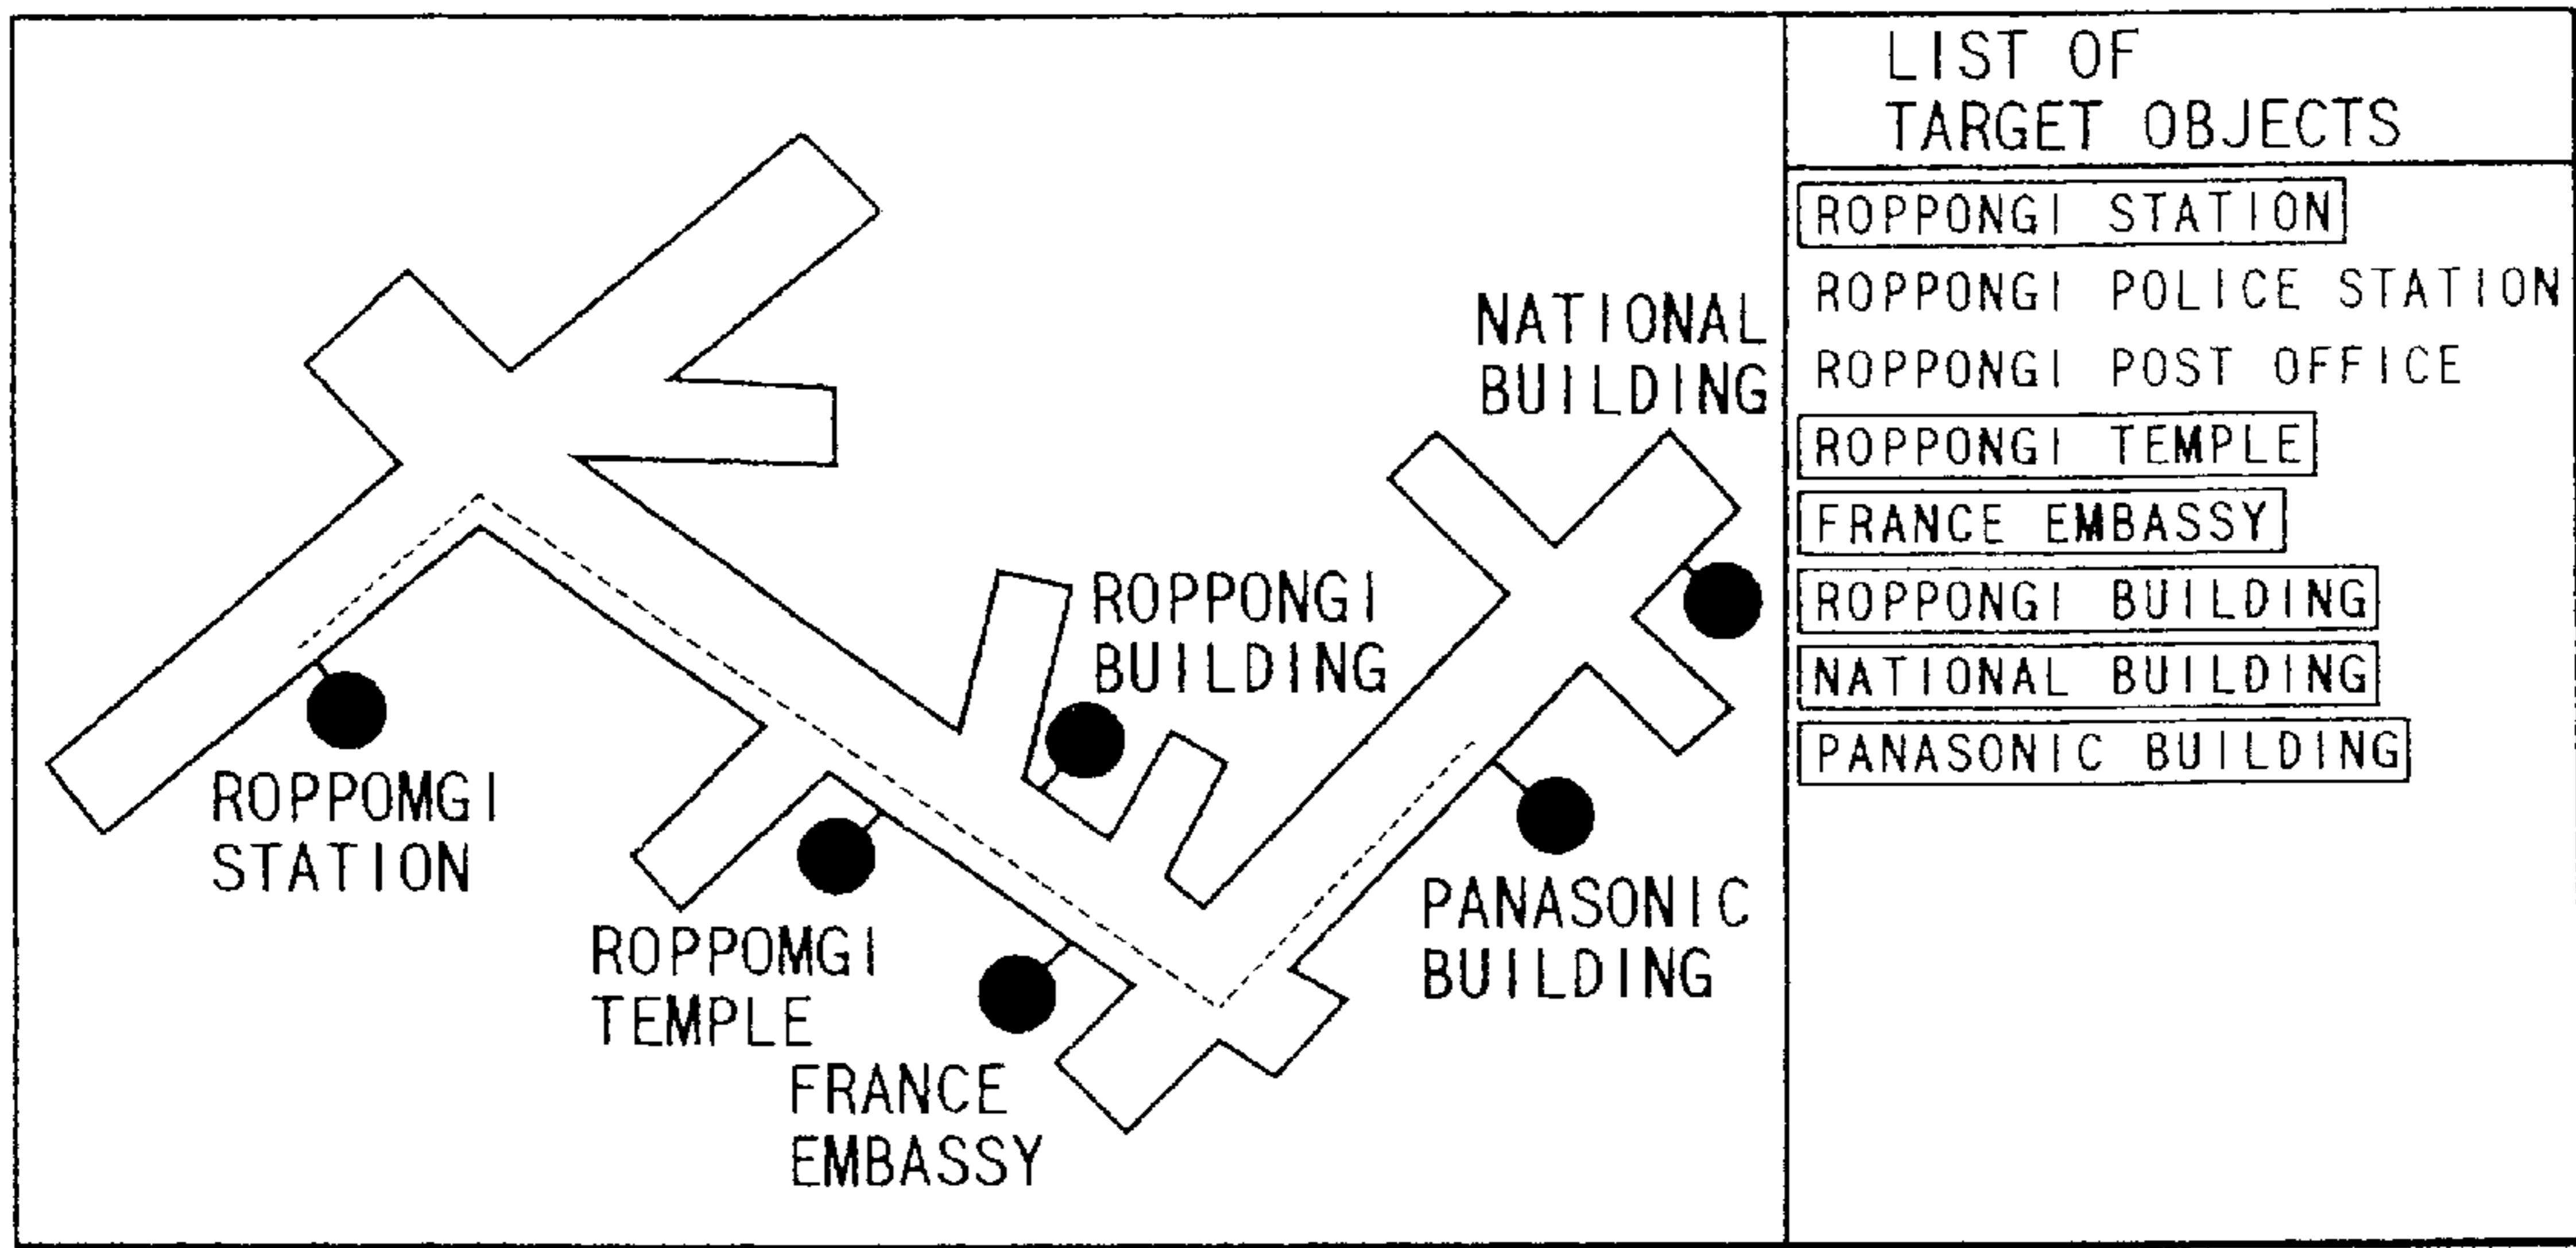 NATIONAL
BUILDING
ROPPONGI
BUILDING
ROPPOMGI
STATION
PANASONIC
BUILDING
ROPPOMGI
TEMPLE
FRANCE
EMBASSY
LIST OF
TARGET OBJECTS
ROPPONGI STATION
ROPPONGI POLICE STATION
ROPPONGI POST OFFICE
ROPPONGI TEMPLE
FRANCE EMBASSY
ROPPONGI BUILDING
NATIONAL BUILDING
PANASONIC BUILDING